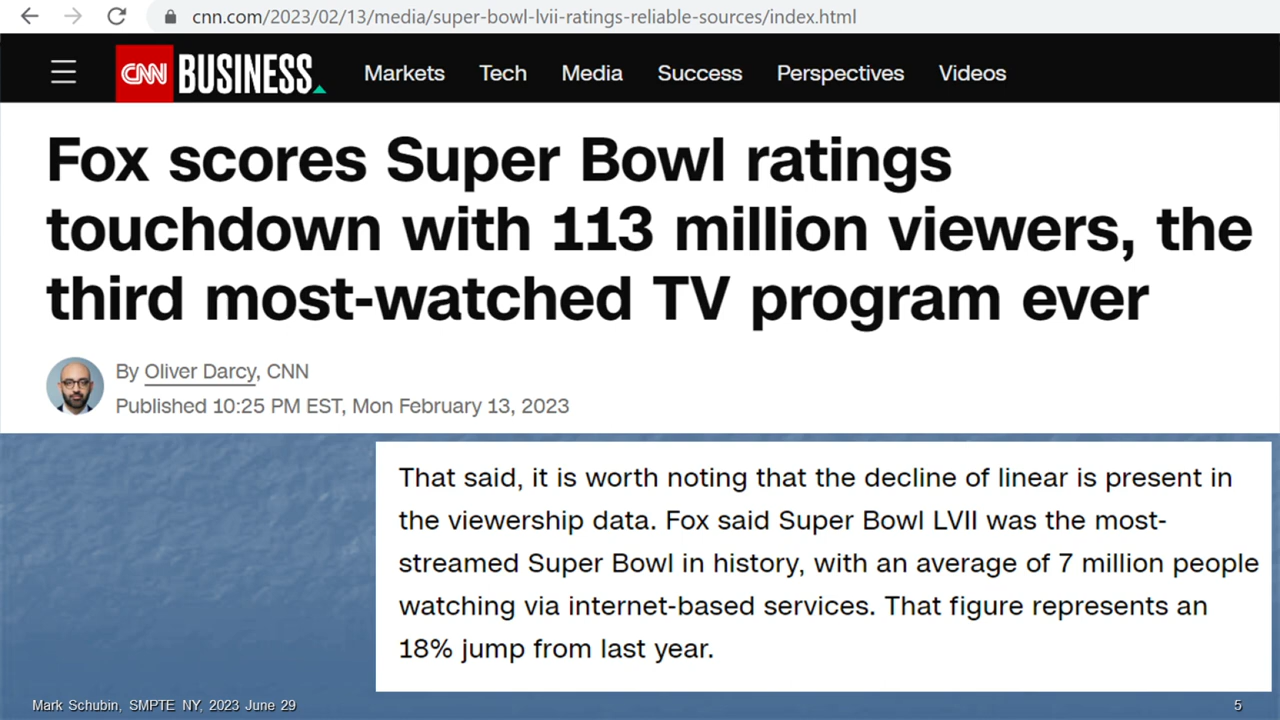 cnn.com/2023/02/13/media/super-bowl-lvii-ratings-reliable-sources/index.html
CNN BUSINESS Markets Tech Media Success Perspectives Videos
Fox scores Super Bowl ratings
touchdown with 113 million viewers, the
third most-watched TV program ever
By Oliver Darcy, CNN
Published 10:25 PM EST, Mon February 13, 2023
That said, it is worth noting that the decline of linear is present in
the viewership data. Fox said Super Bowl LVII was the most-
streamed Super Bowl in history, with an average of 7 million people
watching via internet-based services. That figure represents an
18% jump from last year.
Mark Schubin, SMPTE NY, 2023 June 29 5